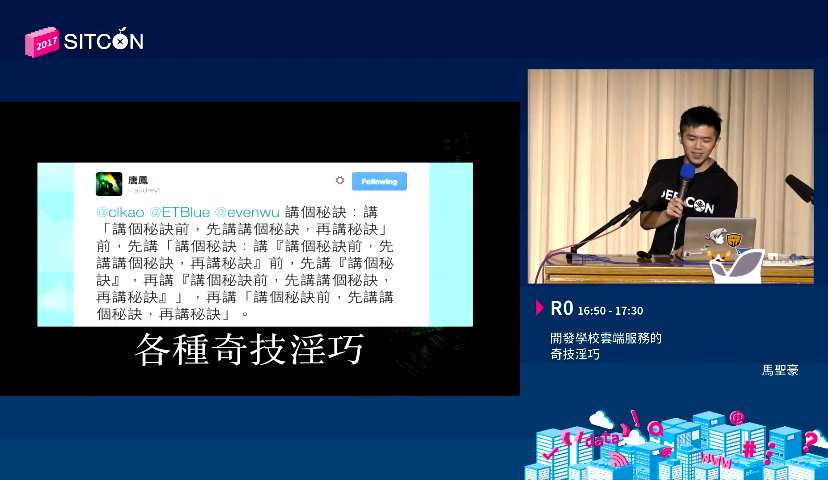 2017 SITCON
唐鳳
audreyt
Following
@clkao @ETBlue @evenwu 講個秘訣：講
「講個秘訣前，先講講個秘訣，再講秘訣」
前，先講「講個秘訣：講『講個秘訣前，先
講講個秘訣，再講秘訣』前，先講『講個秘
訣』，再講『講個秘訣前，先講講個秘訣，
再講秘訣』」，再講「講個秘訣前，先講講
個秘訣，再講秘訣」。
各種奇技淫巧
R0 16:50 - 17:30
開發學校雲端服務的
奇技淫巧
馬聖豪
data
www